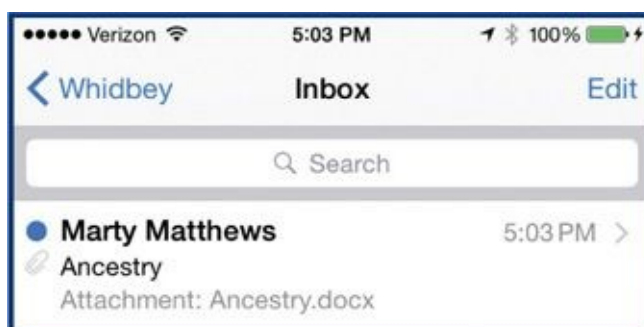 Verizon 5:03 PM 100%
Whidbey Inbox Edit
Search
Marty Matthews 5:03 PM
Ancestry
Attachment: Ancestry.docx